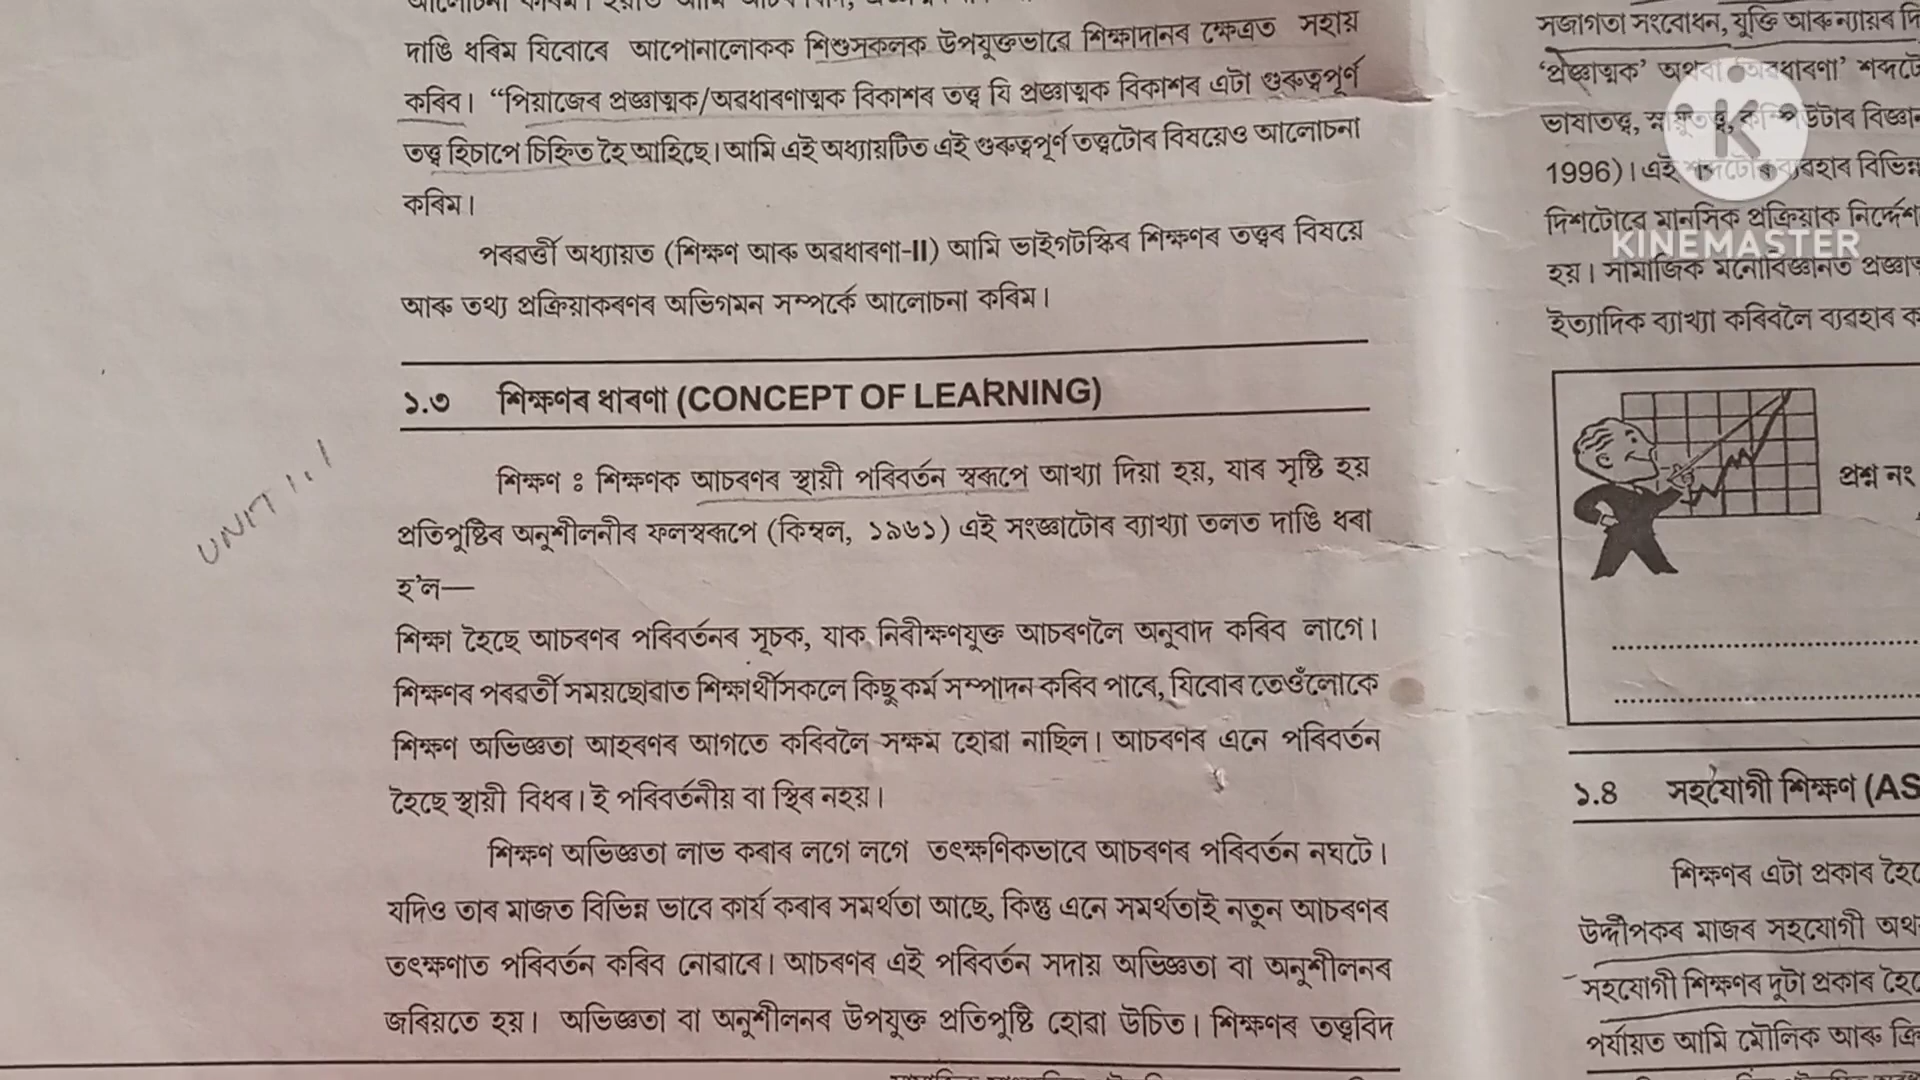 দাঙি ধৰিম যিবোৰে আপোনালোকক শিশুসকলক উপযুক্তভাৱে শিক্ষাদানৰ ক্ষেত্ৰত সহায়
কৰিব। “পিয়াজেৰ প্ৰজ্ঞাত্মক/অৱধাৰণাত্মক বিকাশৰ তত্ত্ব যি প্ৰজ্ঞাত্মক বিকাশৰ এটা গুৰুত্বপূৰ্ণ
তত্ত্ব হিচাপে চিহ্নিত হৈ আহিছে। আমি এই অধ্যায়টিত এই গুৰুত্বপূৰ্ণ তত্ত্বটোৰ বিষয়েও আলোচনা
কৰিম।
পৰৱৰ্ত্তী অধ্যায়ত (শিক্ষণ আৰু অৱধাৰণা-II) আমি ভাইগটস্কিৰ শিক্ষণৰ তত্ত্বৰ বিষয়ে
আৰু তথ্য প্ৰক্ৰিয়াকৰণৰ অভিগমন সম্পৰ্কে আলোচনা কৰিম।
১.৩ শিক্ষণৰ ধাৰণা (CONCEPT OF LEARNING)
UNIT 1.1
শিক্ষণ ঃ শিক্ষণক আচৰণৰ স্থায়ী পৰিবৰ্তন স্বৰূপে আখ্যা দিয়া হয়, যাৰ সৃষ্টি হয়
প্ৰতিপুষ্টিৰ অনুশীলনীৰ ফলস্বৰূপে (কিম্বল, ১৯৬১) এই সংজ্ঞাটোৰ ব্যাখ্যা তলত দাঙি ধৰা
হ’ল—
শিক্ষা হৈছে আচৰণৰ পৰিবৰ্তনৰ সূচক, যাক নিৰীক্ষণযুক্ত আচৰণলৈ অনুবাদ কৰিব লাগে।
শিক্ষণৰ পৰৱৰ্তী সময়ছোৱাত শিক্ষাৰ্থীসকলে কিছু কৰ্ম সম্পাদন কৰিব পাৰে, যিবোৰ তেওঁলোকে
শিক্ষণ অভিজ্ঞতা আহৰণৰ আগতে কৰিবলৈ সক্ষম হোৱা নাছিল। আচৰণৰ এনে পৰিবৰ্তন
হৈছে স্থায়ী বিধৰ। ই পৰিবৰ্তনীয় বা স্থিৰ নহয়।
শিক্ষণ অভিজ্ঞতা লাভ কৰাৰ লগে লগে তৎক্ষণিকভাৱে আচৰণৰ পৰিবৰ্তন নঘটে।
যদিও তাৰ মাজত বিভিন্ন ভাৱে কাৰ্য কৰাৰ সমৰ্থতা আছে, কিন্তু এনে সমৰ্থতাই নতুন আচৰণৰ
তৎক্ষণাত পৰিবৰ্তন কৰিব নোৱাৰে। আচৰণৰ এই পৰিবৰ্তন সদায় অভিজ্ঞতা বা অনুশীলনৰ
জৰিয়তে হয়। অভিজ্ঞতা বা অনুশীলনৰ উপযুক্ত প্ৰতিপুষ্টি হোৱা উচিত। শিক্ষণৰ তত্ত্ববিদ
সজাগতা সংবোধন, যুক্তি আৰু ন্যায়ৰ
‘প্ৰজ্ঞাত্মক’ অথবা অৱধাৰণা’ শব্দটে
ভাষাতত্ত্ব, স্নায়ুতত্ত্ব, কম্পিউটাৰ
1996)। এই শব্দটোৰ ব্যৱহাৰ বিভিন্ন
দিশটোৰে মানসিক প্ৰক্ৰিয়াক
KINEMASTER
হয়। সামাজিক মনোবিজ্ঞানত
ইত্যাদিক ব্যাখ্যা কৰিবলৈ ব্যৱহাৰ
প্ৰশ্ন নং
১.৪ সহযোগী শিক্ষণ (AS
শিক্ষণৰ এটা প্ৰকাৰ
উদ্দীপকৰ মাজৰ সহযোগী
সহযোগী শিক্ষণৰ দুটা প্ৰকাৰ
পৰ্যায়ত আমি মৌলিক আৰু